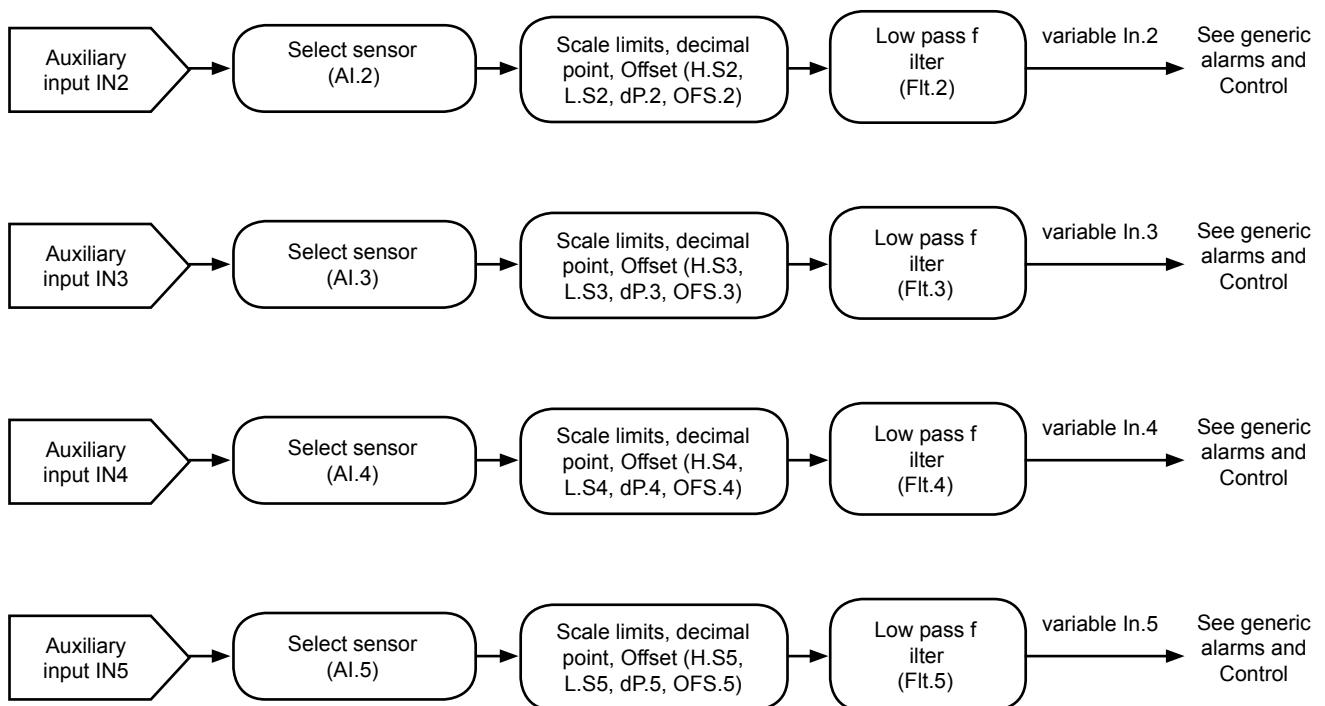 Auxiliary
input IN2
Select sensor
(AI.2)
Scale limits, decimal
point, Offset (H.S2,
L.S2, dP.2, OFS.2)
Low pass f
ilter
(Flt.2)
variable In.2
See generic
alarms and
Control
Auxiliary
input IN3
Select sensor
(AI.3)
Scale limits, decimal
point, Offset (H.S3,
L.S3, dP.3, OFS.3)
Low pass f
ilter
(Flt.3)
variable In.3
See generic
alarms and
Control
Auxiliary
input IN4
Select sensor
(AI.4)
Scale limits, decimal
point, Offset (H.S4,
L.S4, dP.4, OFS.4)
Low pass f
ilter
(Flt.4)
variable In.4
See generic
alarms and
Control
Auxiliary
input IN5
Select sensor
(AI.5)
Scale limits, decimal
point, Offset (H.S5,
L.S5, dP.5, OFS.5)
Low pass f
ilter
(Flt.5)
variable In.5
See generic
alarms and
Control